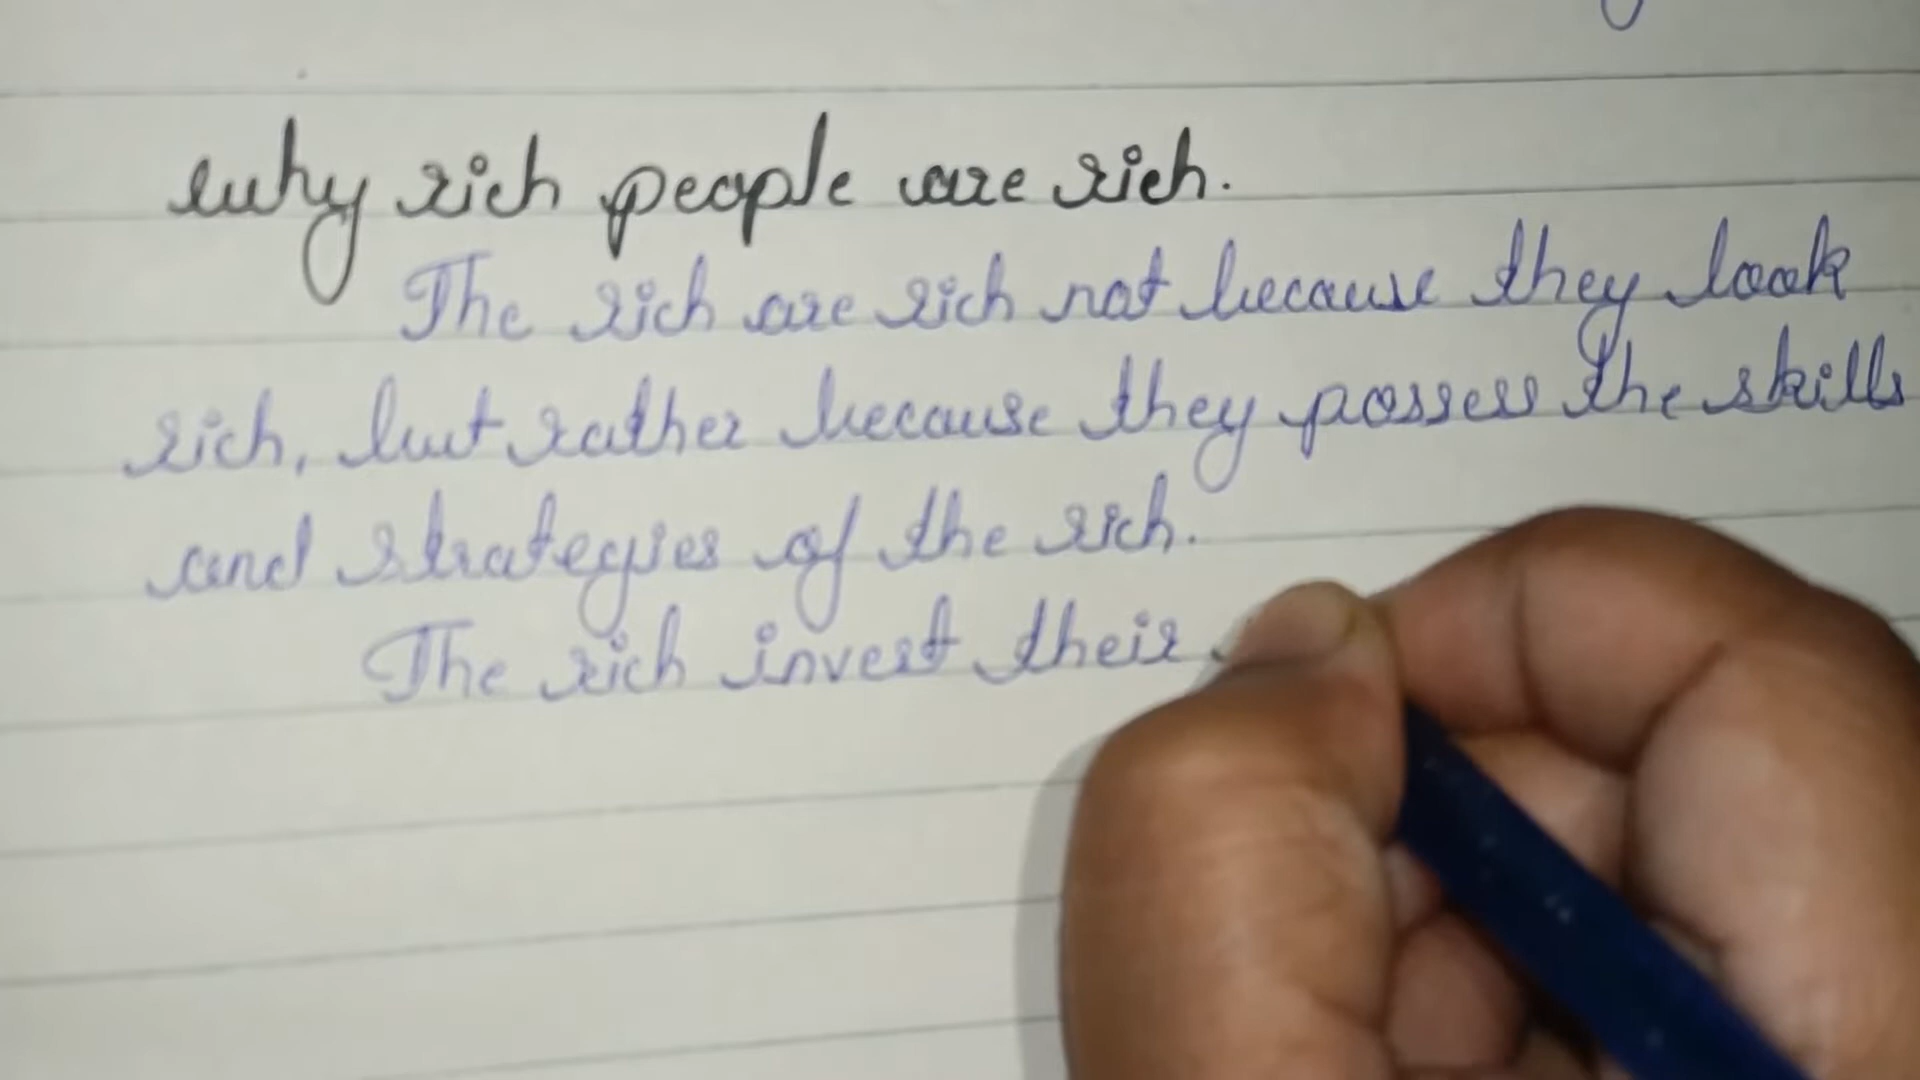 why rich people are rich.
The rich are rich not because they look
rich, but rather because they possess the skills
and strategies of the rich.
The rich invest their